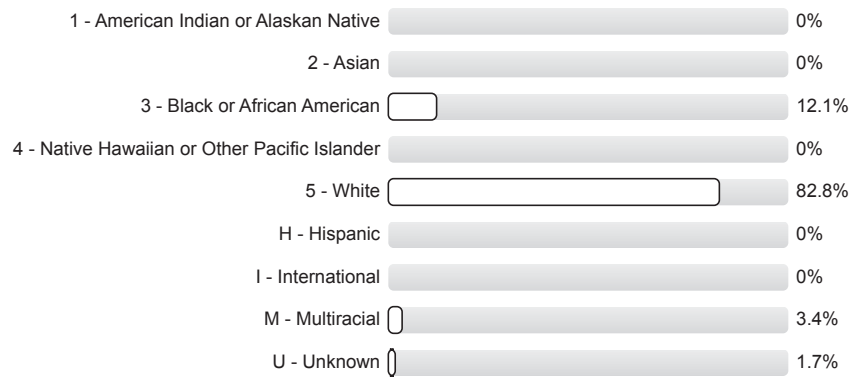 1 - American Indian or Alaskan Native 0%
2 - Asian 0%
3 - Black or African American 12.1%
4 - Native Hawaiian or Other Pacific Islander 0%
5 - White 82.8%
H - Hispanic 0%
I - International 0%
M - Multiracial 3.4%
U - Unknown 1.7%